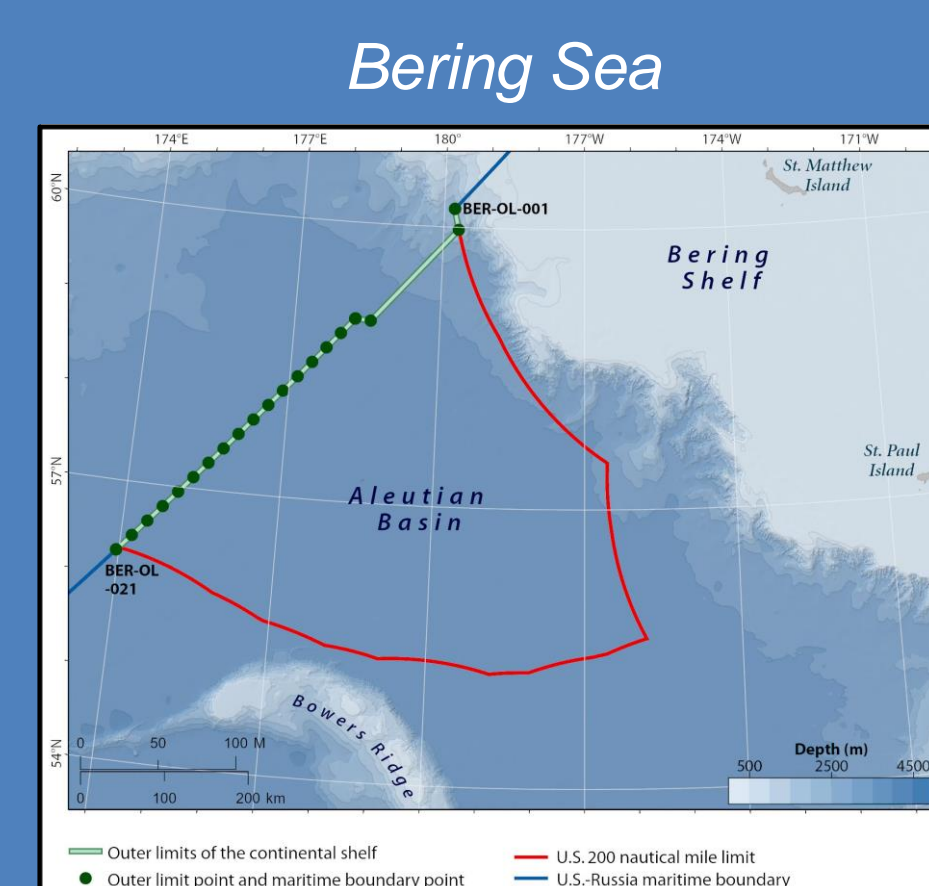 Bering Sea
174°E 177°E 180° 177°W 174°W 171°W
60°N
St. Matthew
Island
BER-OL-001
Bering
Shelf
St. Paul
Island
57°N
Aleutian
Basin
BER-OL
-021
Bowers Ridge
54°N
0 50 100 M
0 100 200 km
Depth (m)
500 2500 4500
Outer limits of the continental shelf
U.S. 200 nautical mile limit
Outer limit point and maritime boundary point
U.S.-Russia maritime boundary